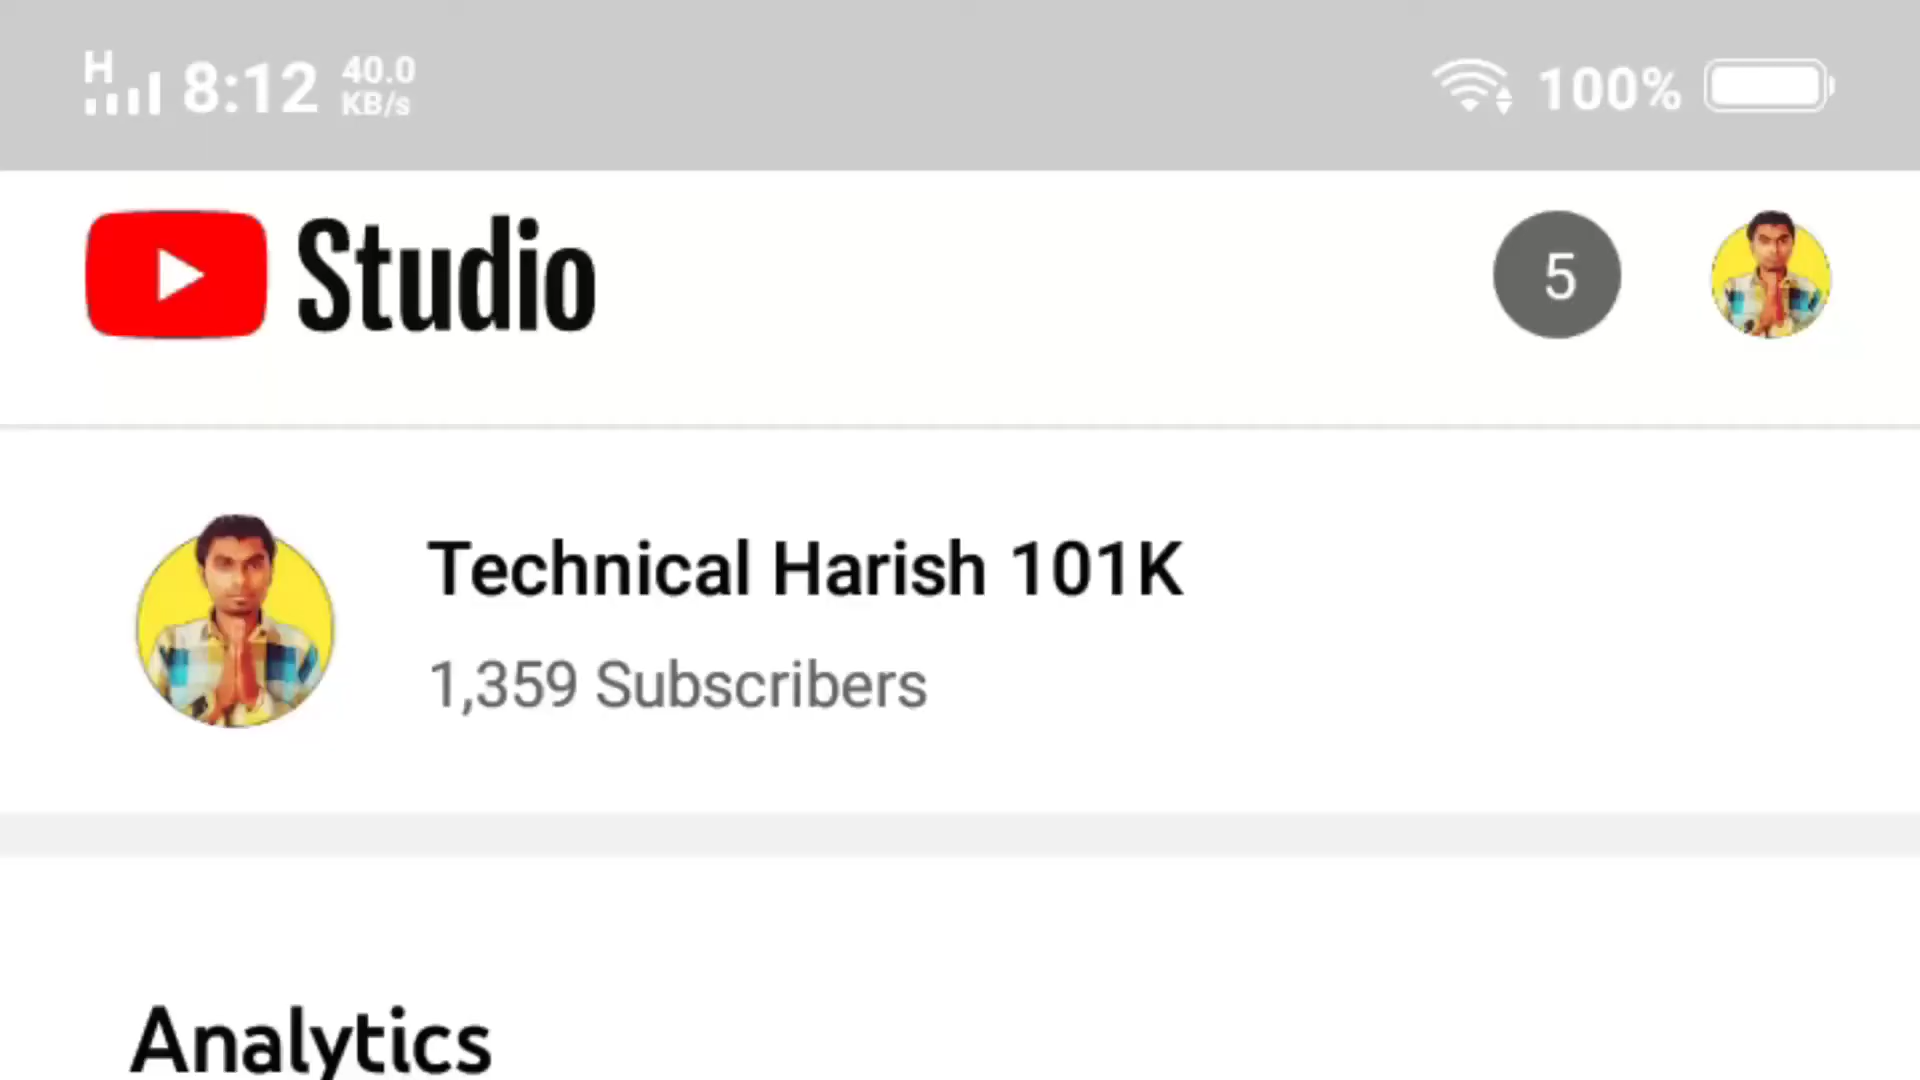 H 8:12 40.0 KB/s 100%
Studio 5
Technical Harish 101K
1,359 Subscribers
Analytics